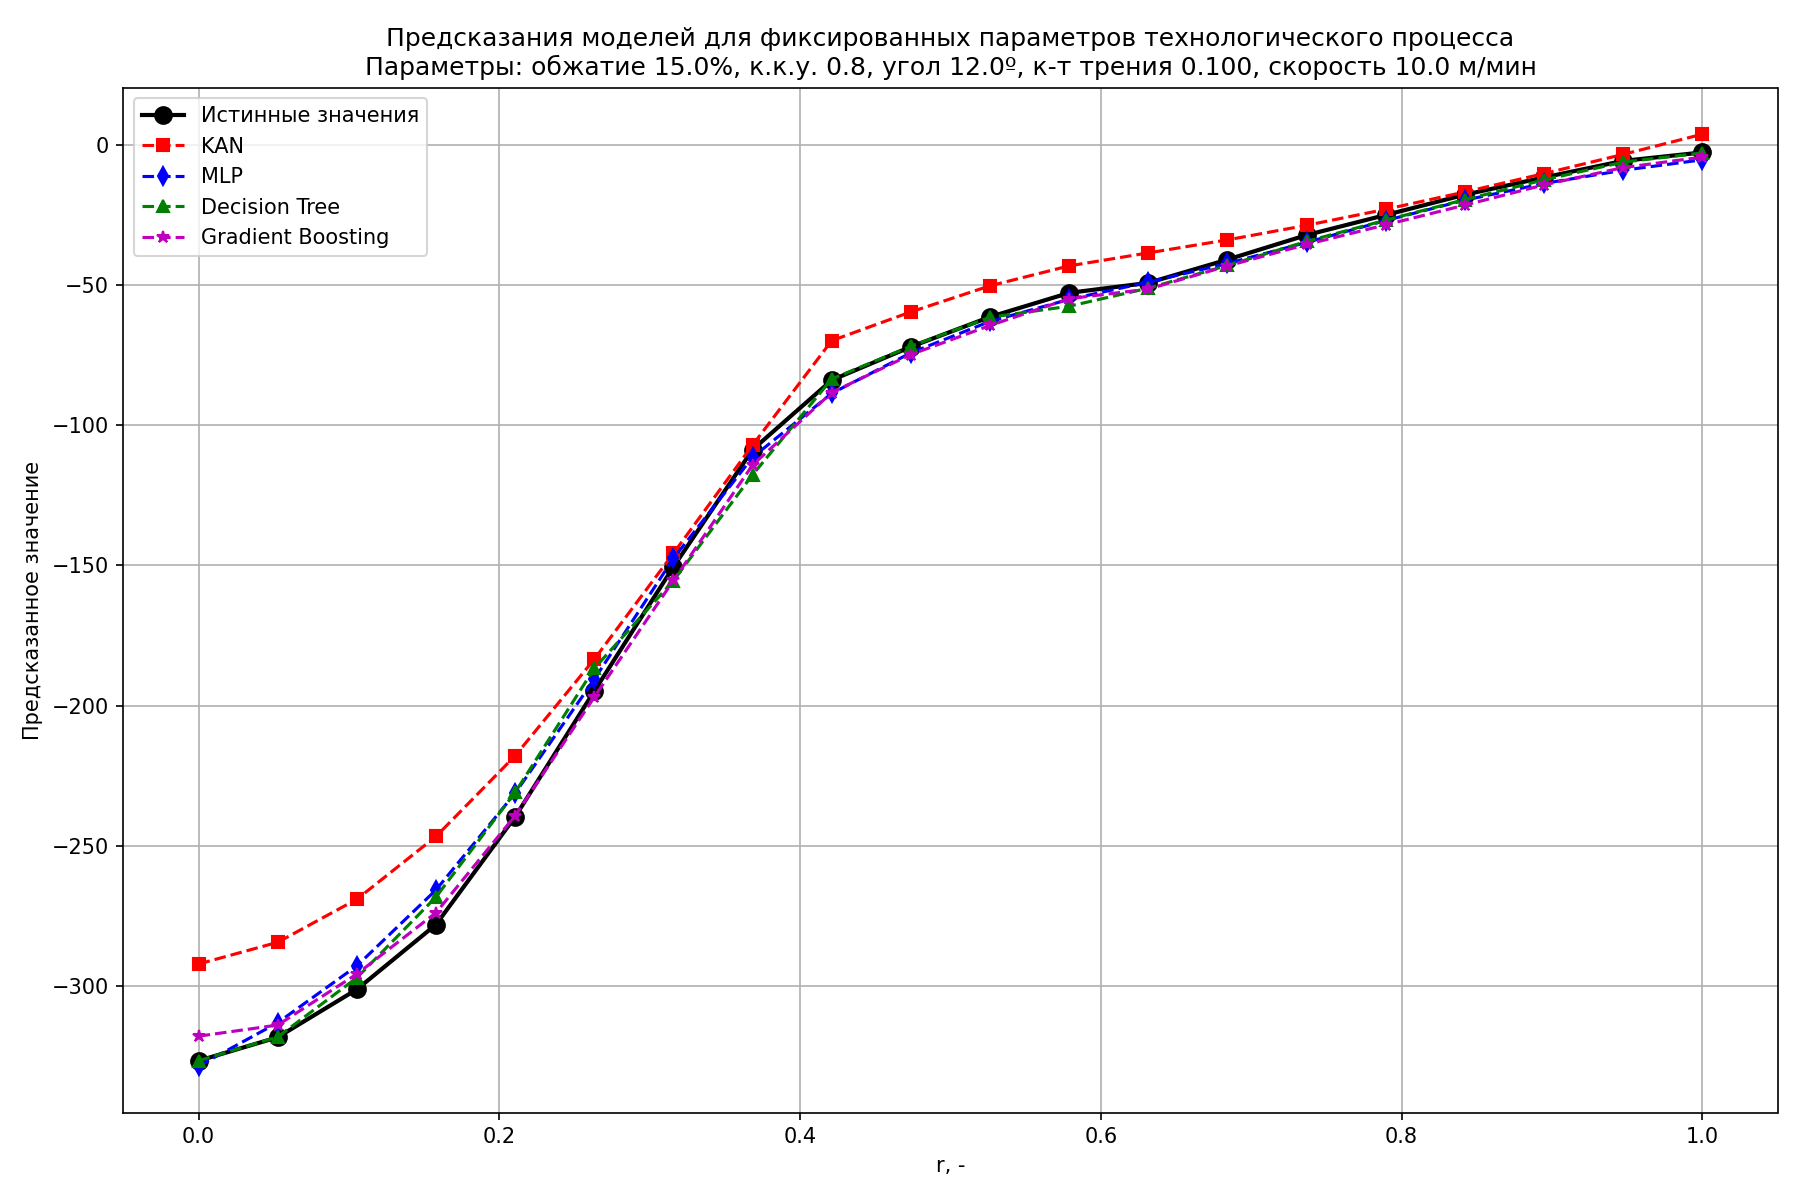 Предсказания моделей для фиксированных параметров технологического процесса
Параметры: обжатие 15.0%, к.к.у. 0.8, угол 12.0º, к-т трения 0.100, скорость 10.0 м/мин
Истинные значения
KAN
MLP
Decision Tree
Gradient Boosting
Предсказанное значение
0
−50
−100
−150
−200
−250
−300
0.0
0.2
0.4
0.6
0.8
1.0
r, -